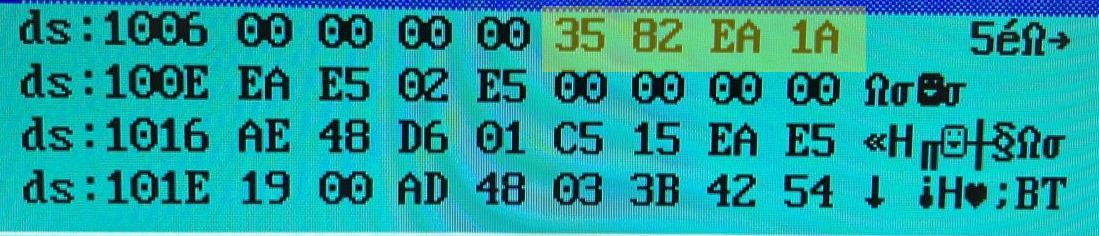 ds:1006 00 00 00 00 35 82 EA 1A 5éΩ→
ds:100E EA E5 02 E5 00 00 00 00 Ωσ☻σ
ds:1016 AE 48 D6 01 C5 15 EA E5 «H╓☺┼§Ωσ
ds:101E 19 00 AD 48 03 3B 42 54 ↓ ¡H♥;BT